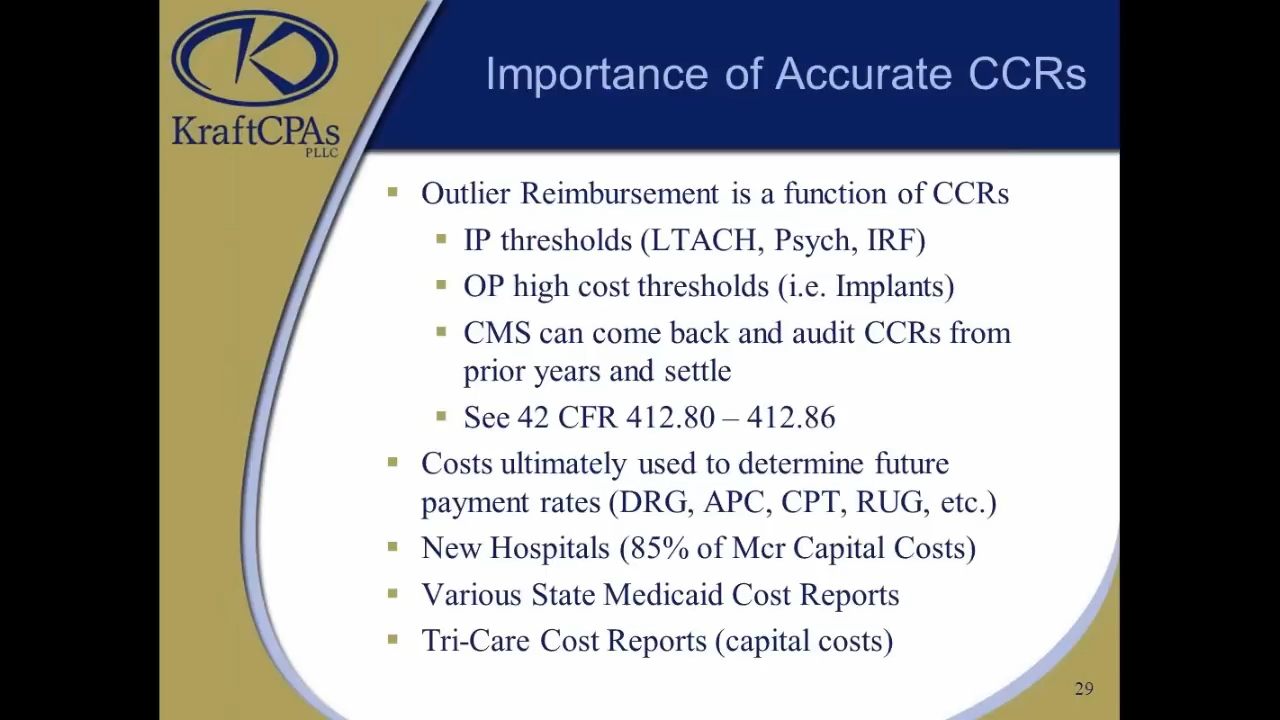 KraftCPAs
PLLC
Importance of Accurate CCRs
Outlier Reimbursement is a function of CCRs
IP thresholds (LTACH, Psych, IRF)
OP high cost thresholds (i.e. Implants)
CMS can come back and audit CCRs from
prior years and settle
See 42 CFR 412.80 – 412.86
Costs ultimately used to determine future
payment rates (DRG, APC, CPT, RUG, etc.)
New Hospitals (85% of Mcr Capital Costs)
Various State Medicaid Cost Reports
Tri-Care Cost Reports (capital costs)
29